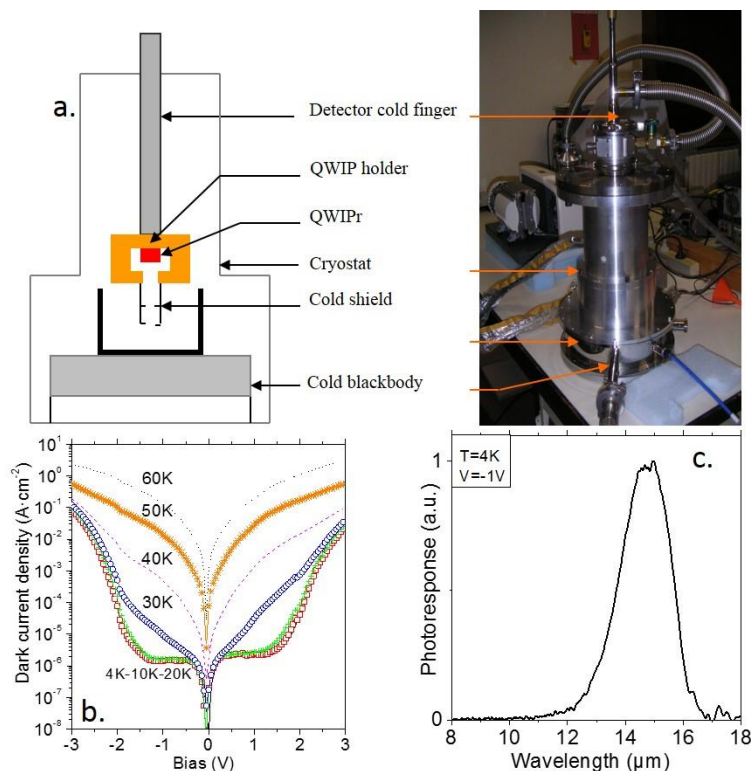 a.
Detector cold finger
QWIP holder
QWIPr
Cryostat
Cold shield
Cold blackbody
Dark current density (A·cm⁻²)
10¹
10⁰
10⁻¹
10⁻²
10⁻³
10⁻⁴
10⁻⁵
10⁻⁶
10⁻⁷
10⁻⁸
60K
50K
40K
30K
4K-10K-20K
b.
-3 -2 -1 0 1 2 3
Bias (V)
T=4K
V=-1V
c.
Photoresponse (a.u.)
1
0
8 10 12 14 16 18
Wavelength (µm)